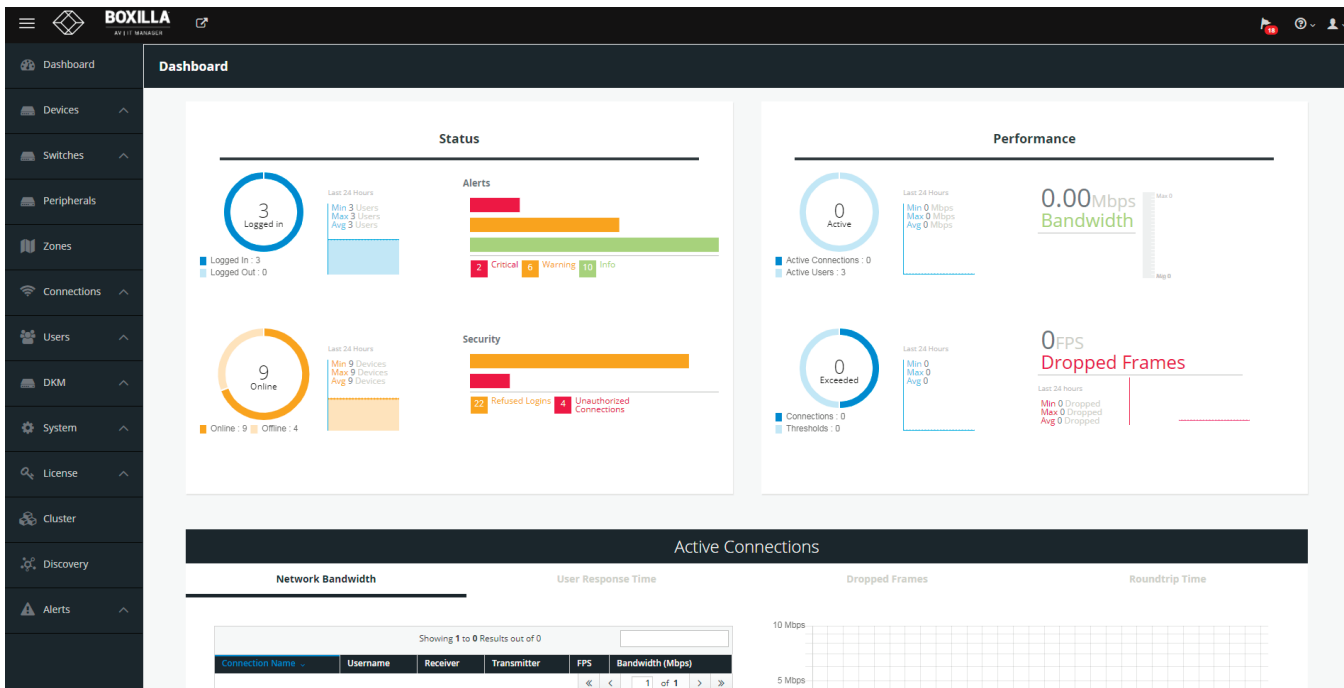 BOXILLA
AV | IT MANAGER
18
Dashboard
Devices
Switches
Peripherals
Zones
Connections
Users
DKM
System
License
Cluster
Discovery
Alerts
Dashboard
Status
3
Logged in
Logged In : 3
Logged Out : 0
Last 24 Hours
Min 3 Users
Max 3 Users
Avg 3 Users
Alerts
2 Critical 6 Warning 10 Info
9
Online
Online : 9 Offline : 4
Last 24 Hours
Min 9 Devices
Max 9 Devices
Avg 9 Devices
Security
22 Refused Logins 4 Unauthorized
Connections
Performance
0
Active
Active Connections : 0
Active Users : 3
Last 24 Hours
Min 0 Mbps
Max 0 Mbps
Avg 0 Mbps
0.00Mbps
Bandwidth
Max 0
Avg 0
0
Exceeded
Connections : 0
Thresholds : 0
Last 24 Hours
Min 0
Max 0
Avg 0
0FPS
Dropped Frames
Last 24 hours
Min 0 Dropped
Max 0 Dropped
Avg 0 Dropped
Active Connections
Network Bandwidth User Response Time Dropped Frames Roundtrip Time
Showing 1 to 0 Results out of 0
Connection Name Username Receiver Transmitter FPS Bandwidth (Mbps)
« < 1 of 1 > »
10 Mbps
5 Mbps